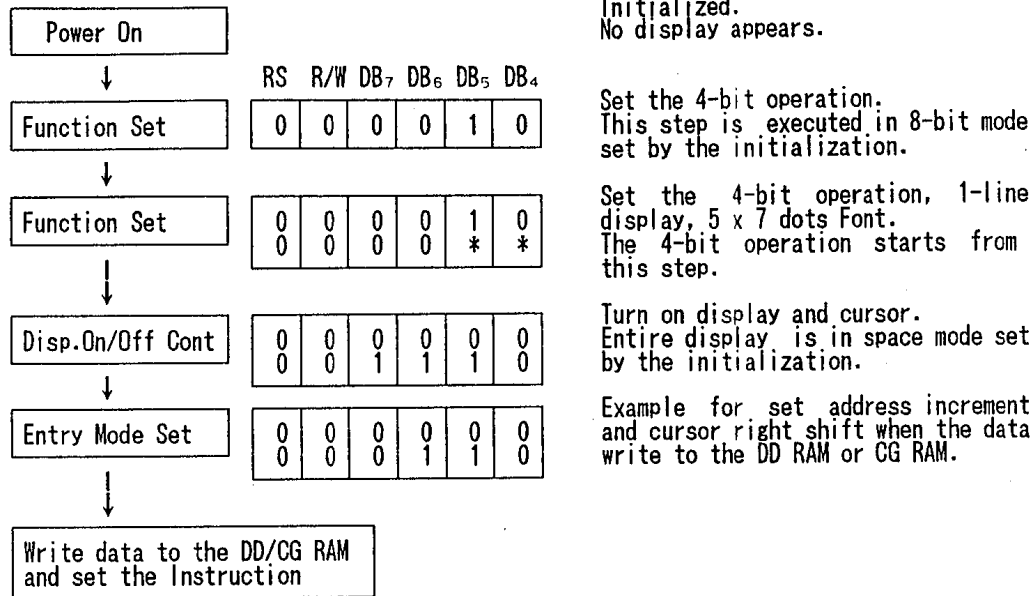 Initialized.
Power On
No display appears.
RS R/W DB₇ DB₆ DB₅ DB₄
Function Set
0 0 0 0 1 0
Set the 4-bit operation.
This step is executed in 8-bit mode
set by the initialization.
Function Set
0 0 0 0 1 0
0 0 0 0 * *
Set the 4-bit operation, 1-line
display, 5 x 7 dots Font.
The 4-bit operation starts from
this step.
Disp.On/Off Cont
0 0 0 0 0 0
0 0 1 1 1 0
Turn on display and cursor.
Entire display is in space mode set
by the initialization.
Entry Mode Set
0 0 0 0 0 0
0 0 0 1 1 0
Example for set address increment
and cursor right shift when the data
write to the DD RAM or CG RAM.
Write data to the DD/CG RAM
and set the Instruction